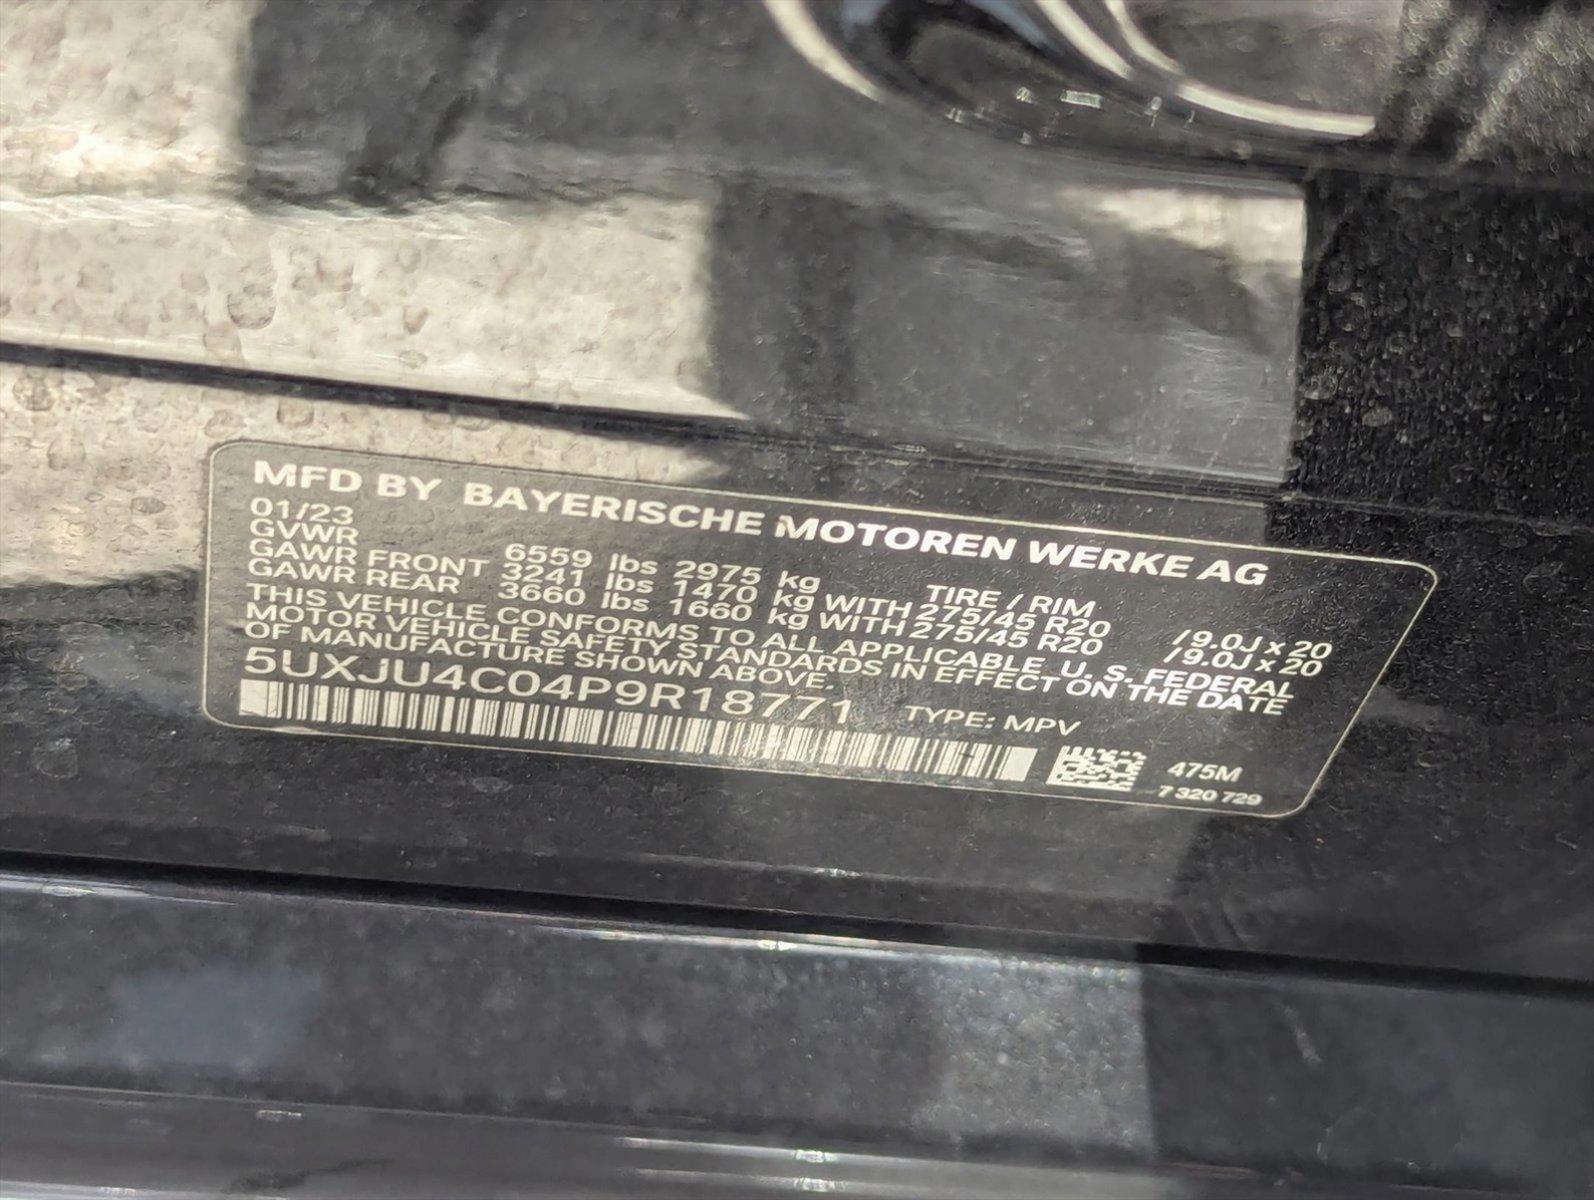 MFD BY BAYERISCHE MOTOREN WERKE AG
01/23
GVWR 6559 lbs 2975 kg TIRE / RIM
GAWR FRONT 3241 lbs 1470 kg WITH 275/45 R20 / 9.0J x 20
GAWR REAR 3660 lbs 1660 kg WITH 275/45 R20 / 9.0J x 20
THIS VEHICLE CONFORMS TO ALL APPLICABLE U. S. FEDERAL
MOTOR VEHICLE SAFETY STANDARDS IN EFFECT ON THE DATE
OF MANUFACTURE SHOWN ABOVE.
5UXJU4C04P9R18771 TYPE: MPV
475M
7 320 729